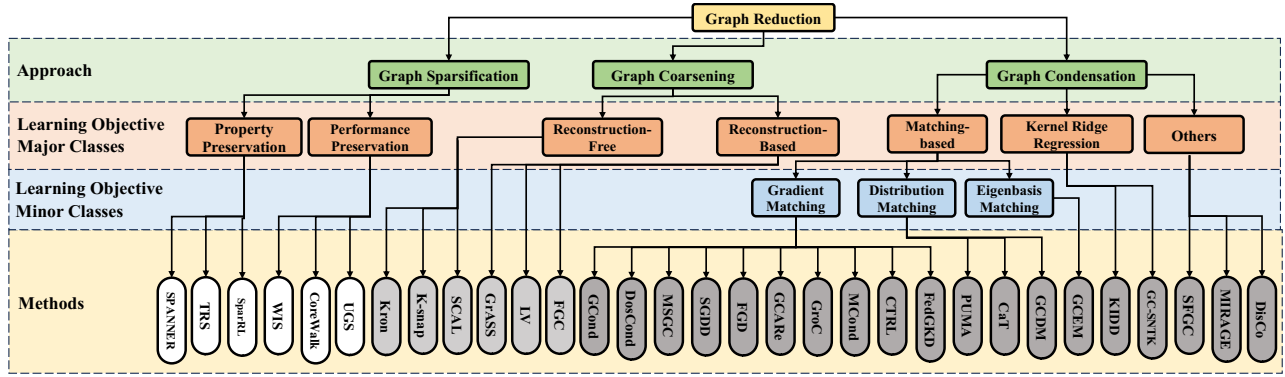 Graph Reduction
Approach
Graph Sparsification
Graph Coarsening
Graph Condensation
Learning Objective
Major Classes
Property
Preservation
Performance
Preservation
Reconstruction-
Free
Reconstruction-
Based
Matching-
based
Kernel Ridge
Regression
Others
Learning Objective
Minor Classes
Gradient
Matching
Distribution
Matching
Eigenbasis
Matching
Methods
SPANNER
TRS
SparRL
WIS
CoreWalk
UGS
Kron
K-snap
SCAL
GrASS
LV
FGC
GCond
DosCond
MSGC
SGDD
FGD
GCARe
GroC
MCond
CTRL
FedGKD
PUMA
CaT
GCDM
GCEM
KIDD
GC-SNTK
SFGC
MIRAGE
DisCo